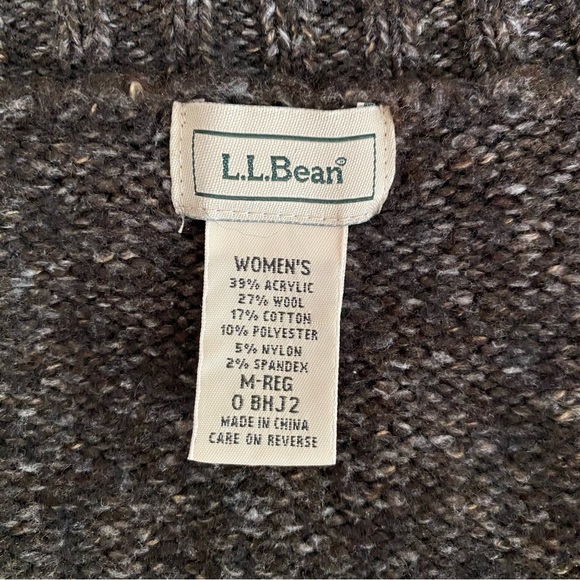 L.L.Bean®
WOMEN'S
39% ACRYLIC
27% WOOL
17% COTTON
10% POLYESTER
5% NYLON
2% SPANDEX
M-REG
0 BHJ2
MADE IN CHINA
CARE ON REVERSE